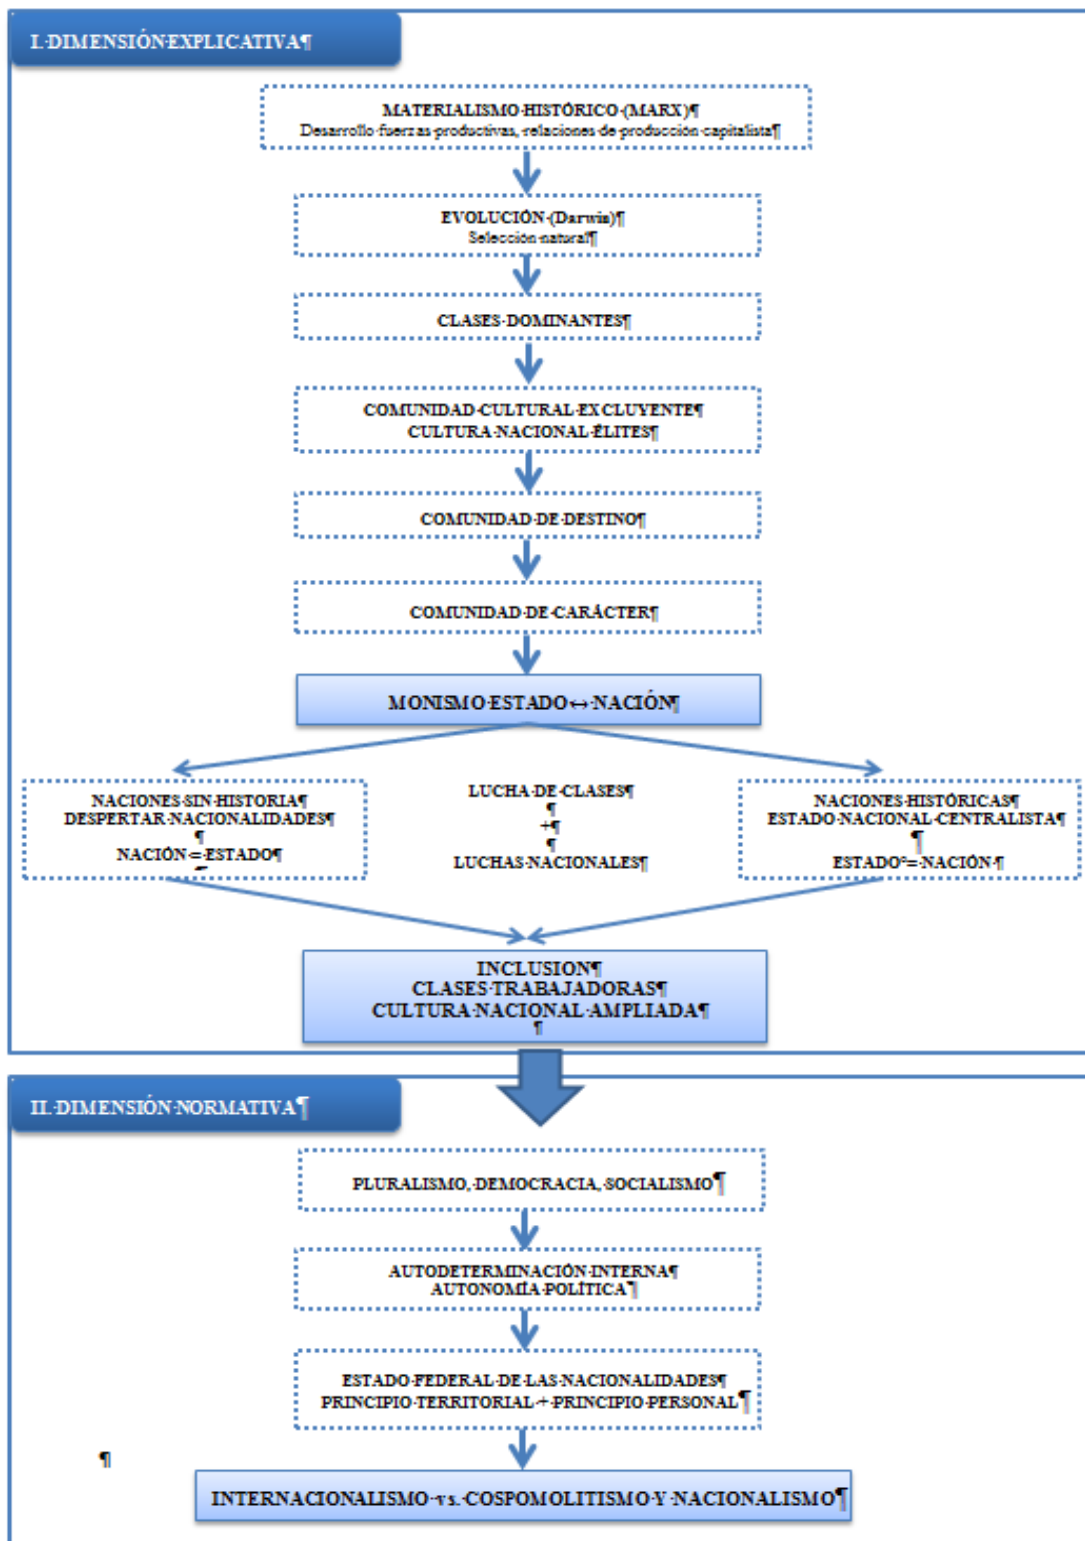 I.·DIMENSIÓN·EXPLICATIVA¶
MATERIALISMO·HISTÓRICO·(MARX)¶
Desarrollo·fuerzas·productivas,·relaciones·de·producción·capitalista¶
EVOLUCIÓN·(Darwin)¶
Selección·natural¶
CLASES·DOMINANTES¶
COMUNIDAD·CULTURAL·EXCLUYENTE¶
CULTURA·NACIONAL·ÉLITES¶
COMUNIDAD·DE·DESTINO¶
COMUNIDAD·DE·CARÁCTER¶
MONISMO·ESTADO↔·NACIÓN¶
NACIONES·SIN·HISTORIA¶
DESPERTAR·NACIONALIDADES¶
¶
NACIÓN·=·ESTADO¶
¶
LUCHA·DE·CLASES¶
¶
+¶
¶
LUCHAS·NACIONALES¶
NACIONES·HISTÓRICAS¶
ESTADO·NACIONAL·CENTRALISTA¶
¶
ESTADO°=·NACIÓN·¶
INCLUSION¶
CLASES·TRABAJADORAS¶
CULTURA·NACIONAL·AMPLIADA¶
¶
II.·DIMENSIÓN·NORMATIVA¶
PLURALISMO,·DEMOCRACIA,·SOCIALISMO¶
AUTODETERMINACIÓN·INTERNA¶
AUTONOMÍA·POLÍTICA¶
ESTADO·FEDERAL·DE·LAS·NACIONALIDADES¶
PRINCIPIO·TERRITORIAL·+·PRINCIPIO·PERSONAL¶
¶
INTERNACIONALISMO··vs.·COSPOMOLITISMO·Y·NACIONALISMO¶